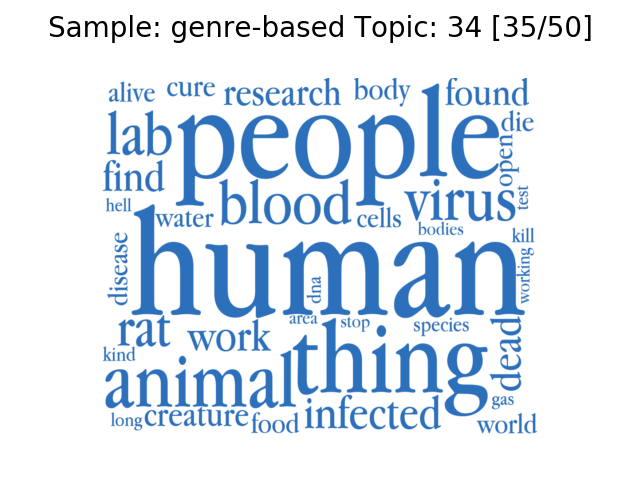 Sample: genre-based Topic: 34 [35/50]
alive cure research body found
lab people die
find open
hell water blood cells virus test
bodies
disease human kill
dna working
rat work area stop species
kind thing dead
animal gas
long creature food infected world